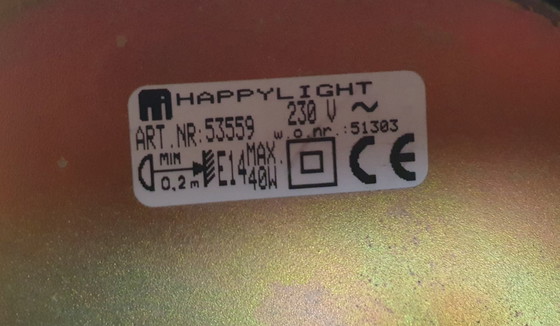 HAPPYLIGHT
230 V ~
ART.NR:53559 w.o.nr.:51303
MIN
0.2 m
E14 MAX.
40W
CE